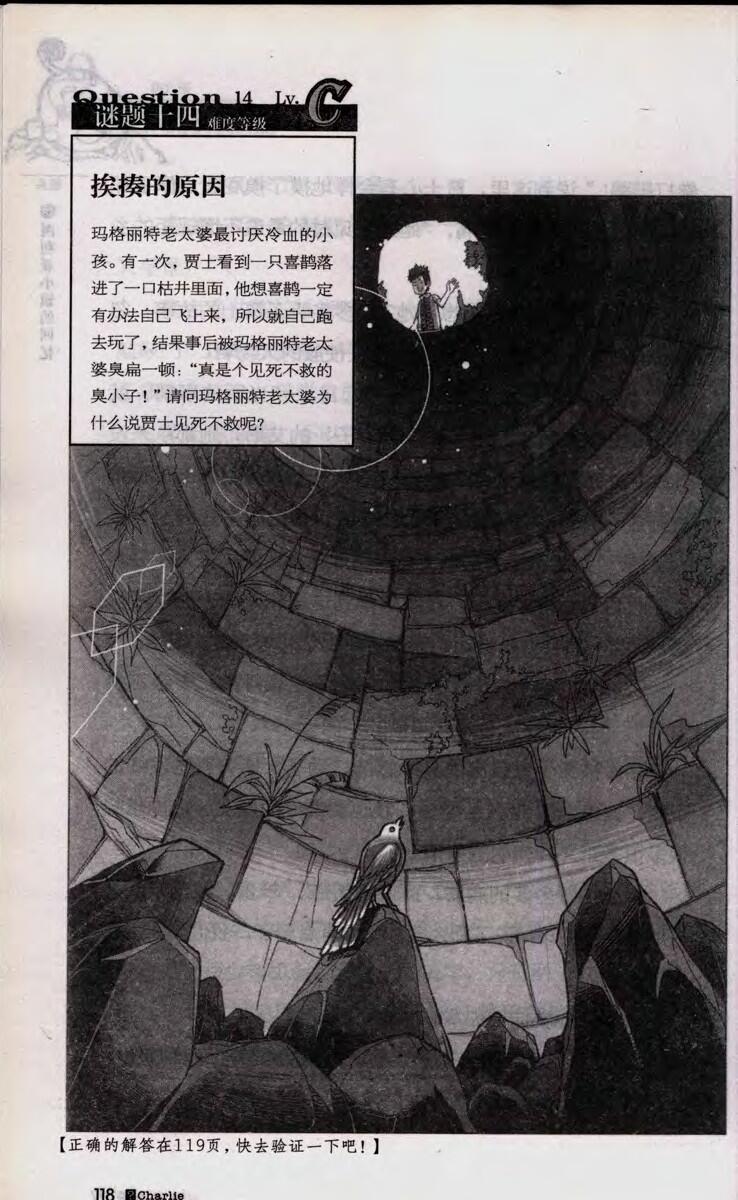 Question 14 Lv. C
谜题十四 难度等级
挨揍的原因
玛格丽特老太婆最讨厌冷血的小
孩。有一次，贾士看到一只喜鹊落
进了一口枯井里面，他想喜鹊一定
有办法自己飞上来，所以就自己跑
去玩了，结果事后被玛格丽特老太
婆臭扁一顿：“真是个见死不救的
臭小子！”请问玛格丽特老太婆为
什么说贾士见死不救呢？
【正确的解答在119页，快去验证一下吧！】
118 Charlie